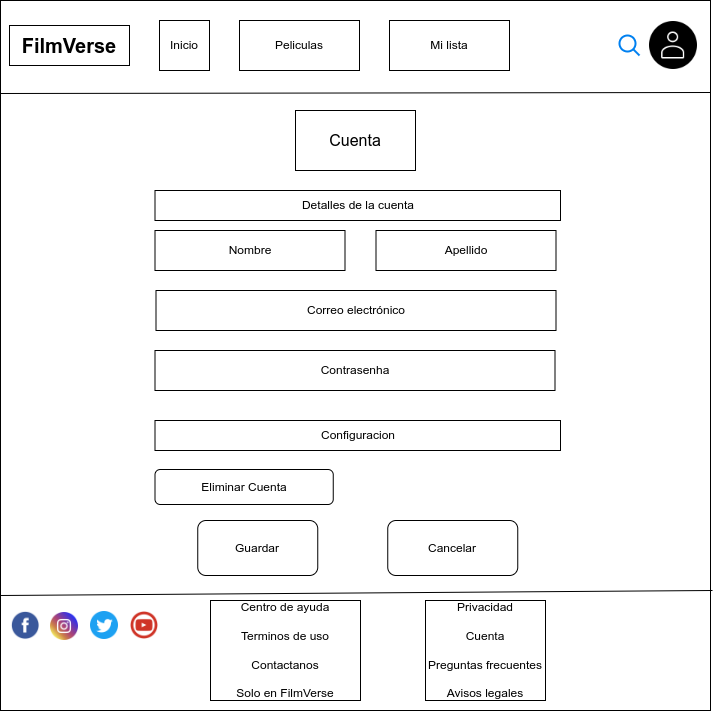 FilmVerse
Inicio
Peliculas
Mi lista
Cuenta
Detalles de la cuenta
Nombre
Apellido
Correo electrónico
Contrasenha
Configuracion
Eliminar Cuenta
Guardar
Cancelar
Centro de ayuda
Terminos de uso
Contactanos
Solo en FilmVerse
Privacidad
Cuenta
Preguntas frecuentes
Avisos legales